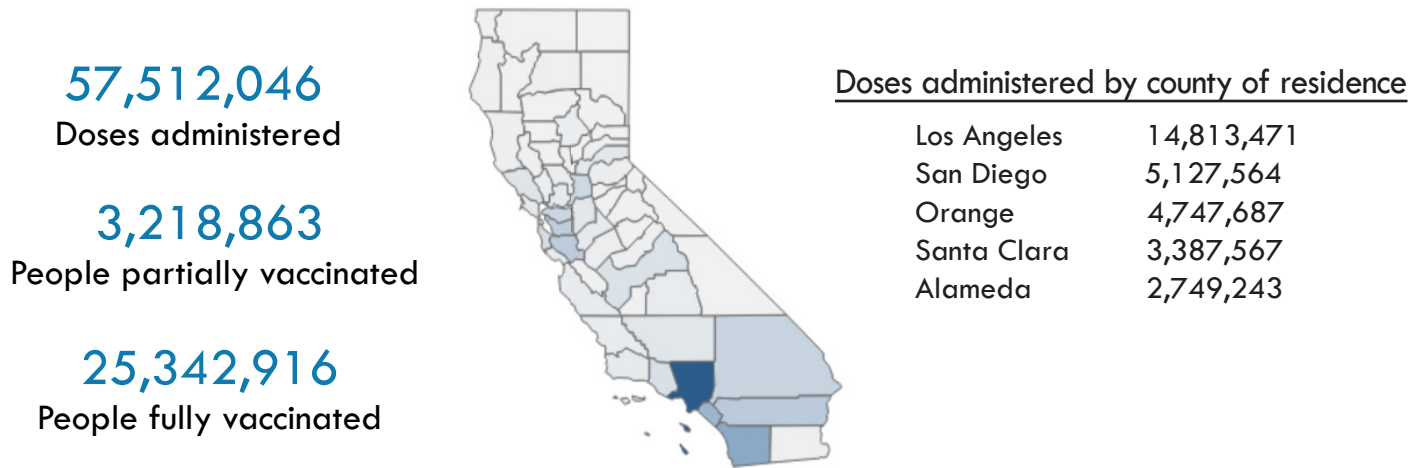 57,512,046
Doses administered
3,218,863
People partially vaccinated
25,342,916
People fully vaccinated
Doses administered by county of residence
Los Angeles 14,813,471
San Diego 5,127,564
Orange 4,747,687
Santa Clara 3,387,567
Alameda 2,749,243